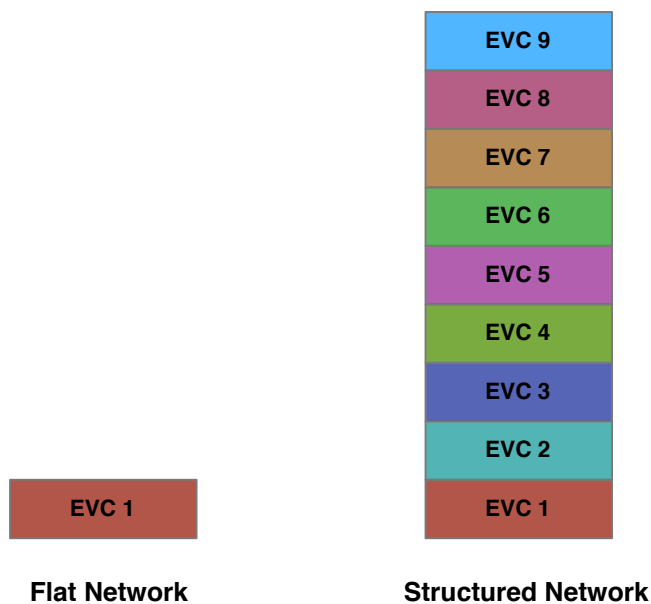 EVC 9
EVC 8
EVC 7
EVC 6
EVC 5
EVC 4
EVC 3
EVC 2
EVC 1
EVC 1
Flat Network
Structured Network